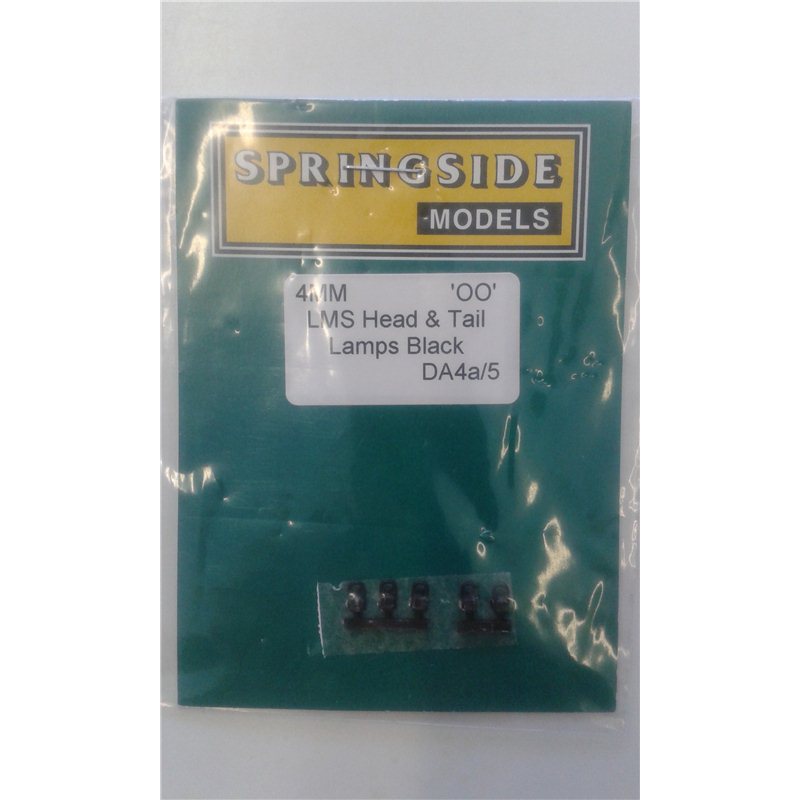 SPRINGSIDE
MODELS
4MM 'OO'
LMS Head & Tail
Lamps Black
DA4a/5